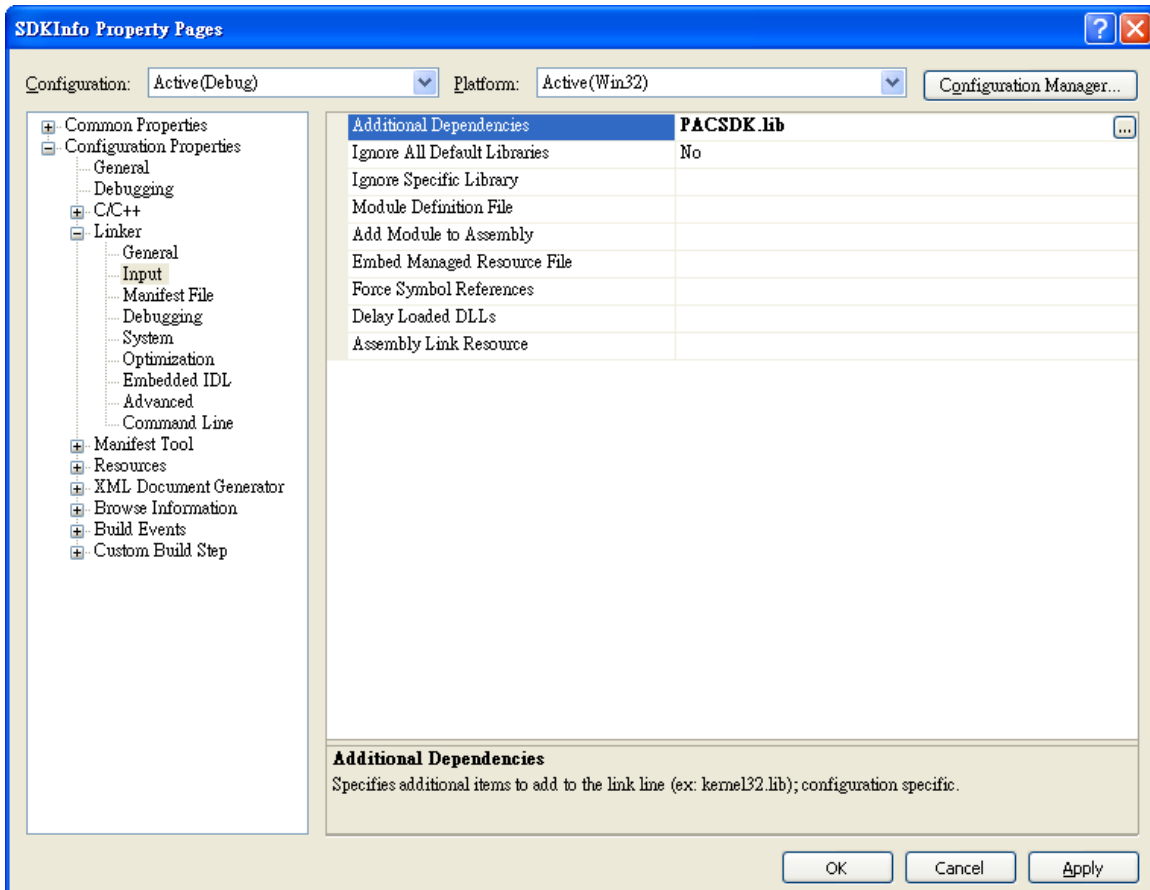 SDKInfo Property Pages
Configuration: Active(Debug) Platform: Active(Win32) Configuration Manager...
Common Properties
Configuration Properties
General
Debugging
C/C++
Linker
General
Input
Manifest File
Debugging
System
Optimization
Embedded IDL
Advanced
Command Line
Manifest Tool
Resources
XML Document Generator
Browse Information
Build Events
Custom Build Step
Additional Dependencies PACSDK.lib ...
Ignore All Default Libraries No
Ignore Specific Library
Module Definition File
Add Module to Assembly
Embed Managed Resource File
Force Symbol References
Delay Loaded DLLs
Assembly Link Resource
Additional Dependencies
Specifies additional items to add to the link line (ex: kernel32.lib); configuration specific.
OK Cancel Apply